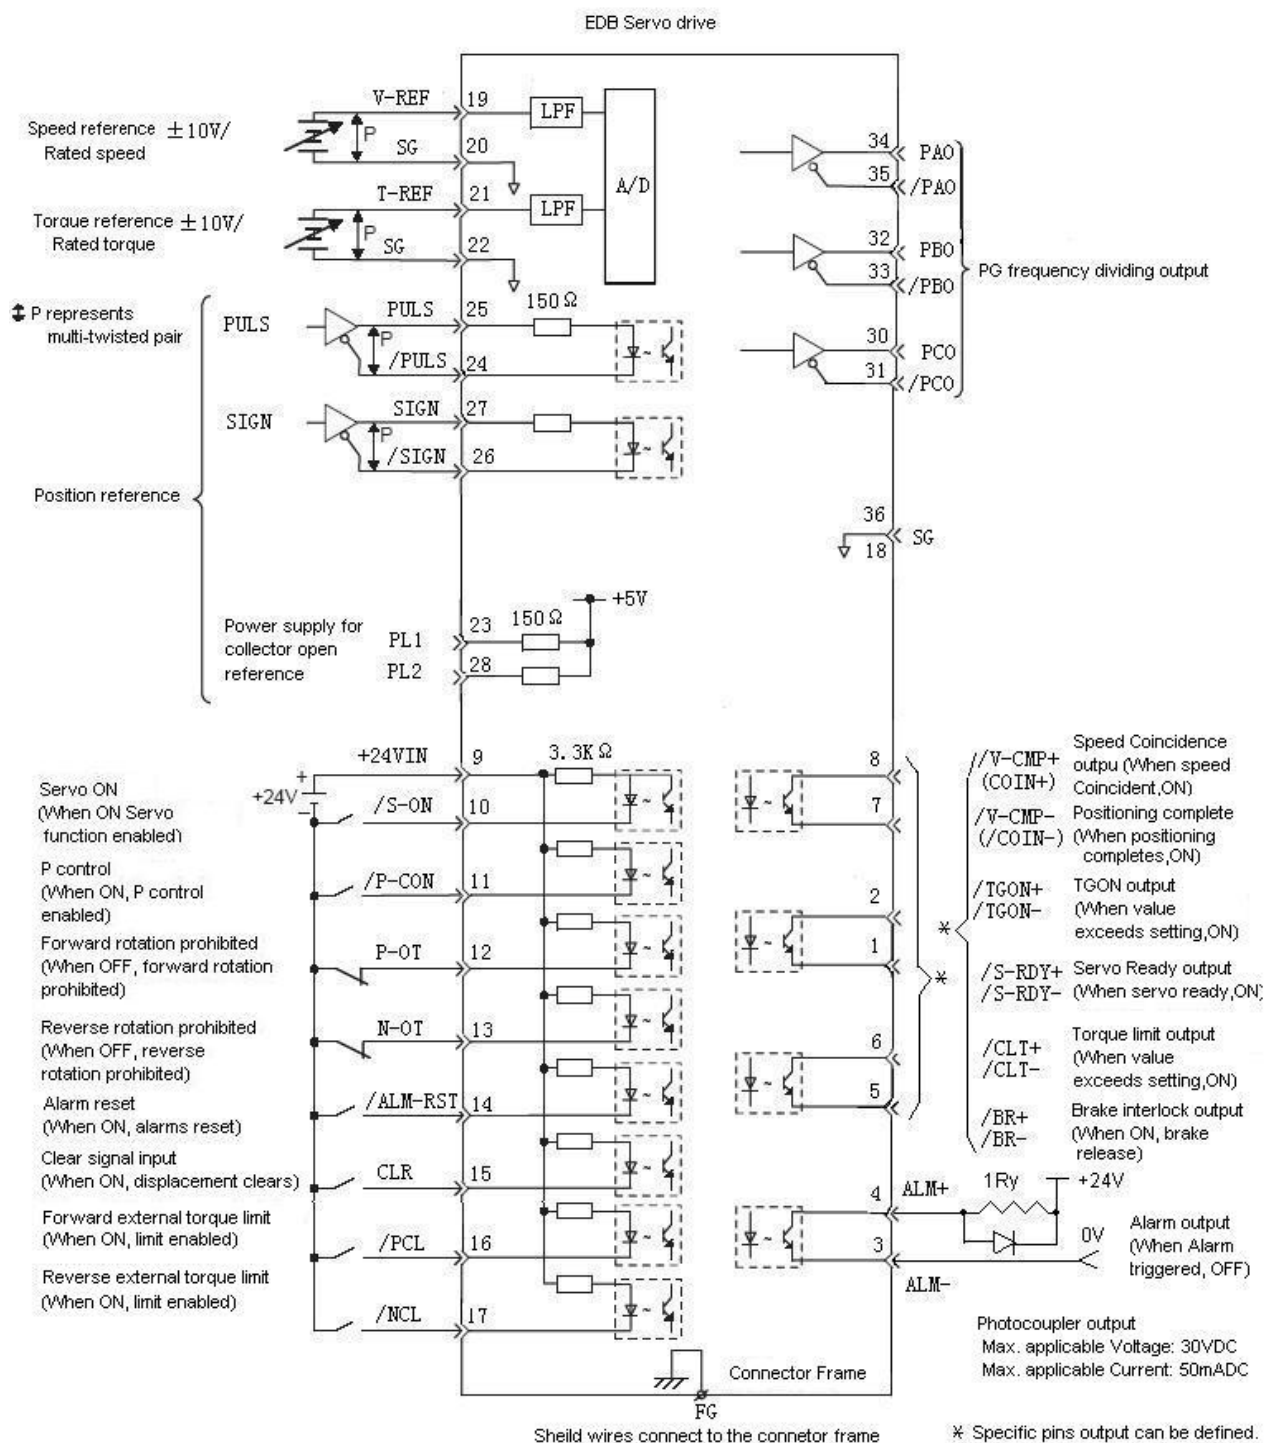 EDB Servo drive
Speed reference ±10V/
Rated speed
V-REF 19
P
SG 20
LPF
A/D
Torque reference ±10V/
Rated torque
T-REF 21
P
SG 22
LPF
P represents
multi-twisted pair
Position reference
PULS
PULS 25
150Ω
P
/PULS 24
SIGN
SIGN 27
P
/SIGN 26
Power supply for
collector open
reference
PL1 23
150Ω
+5V
PL2 28
34 PAO
35 /PAO
32 PBO
33 /PBO
30 PCO
31 /PCO
PG frequency dividing output
36
SG
18
+24VIN 9
3.3KΩ
+
+24V
−
Servo ON
(When ON Servo
function enabled)
/S-ON 10
P control
(When ON, P control
enabled)
/P-CON 11
Forward rotation prohibited
(When OFF, forward rotation
prohibited)
P-OT 12
Reverse rotation prohibited
(When OFF, reverse
rotation prohibited)
N-OT 13
Alarm reset
(When ON, alarms reset)
/ALM-RST 14
Clear signal input
(When ON, displacement clears)
CLR 15
Forward external torque limit
(When ON, limit enabled)
/PCL 16
Reverse external torque limit
(When ON, limit enabled)
/NCL 17
8
7
2
1
6
5
*
*
//V-CMP+
(COIN+)
Speed Coincidence
outpu (When speed
Coincident,ON)
/V-CMP-
(/COIN-)
Positioning complete
(When positioning
completes,ON)
/TGON+
/TGON-
TGON output
(When value
exceeds setting,ON)
/S-RDY+
/S-RDY-
Servo Ready output
(When servo ready,ON)
/CLT+
/CLT-
Torque limit output
(When value
exceeds setting,ON)
/BR+
/BR-
Brake interlock output
(When ON, brake
release)
4 ALM+
1Ry
+24V
3
ALM-
0V
Alarm output
(When Alarm
triggered, OFF)
Photocoupler output
Max. applicable Voltage: 30VDC
Max. applicable Current: 50mADC
Connector Frame
FG
Sheild wires connect to the connetor frame
* Specific pins output can be defined.